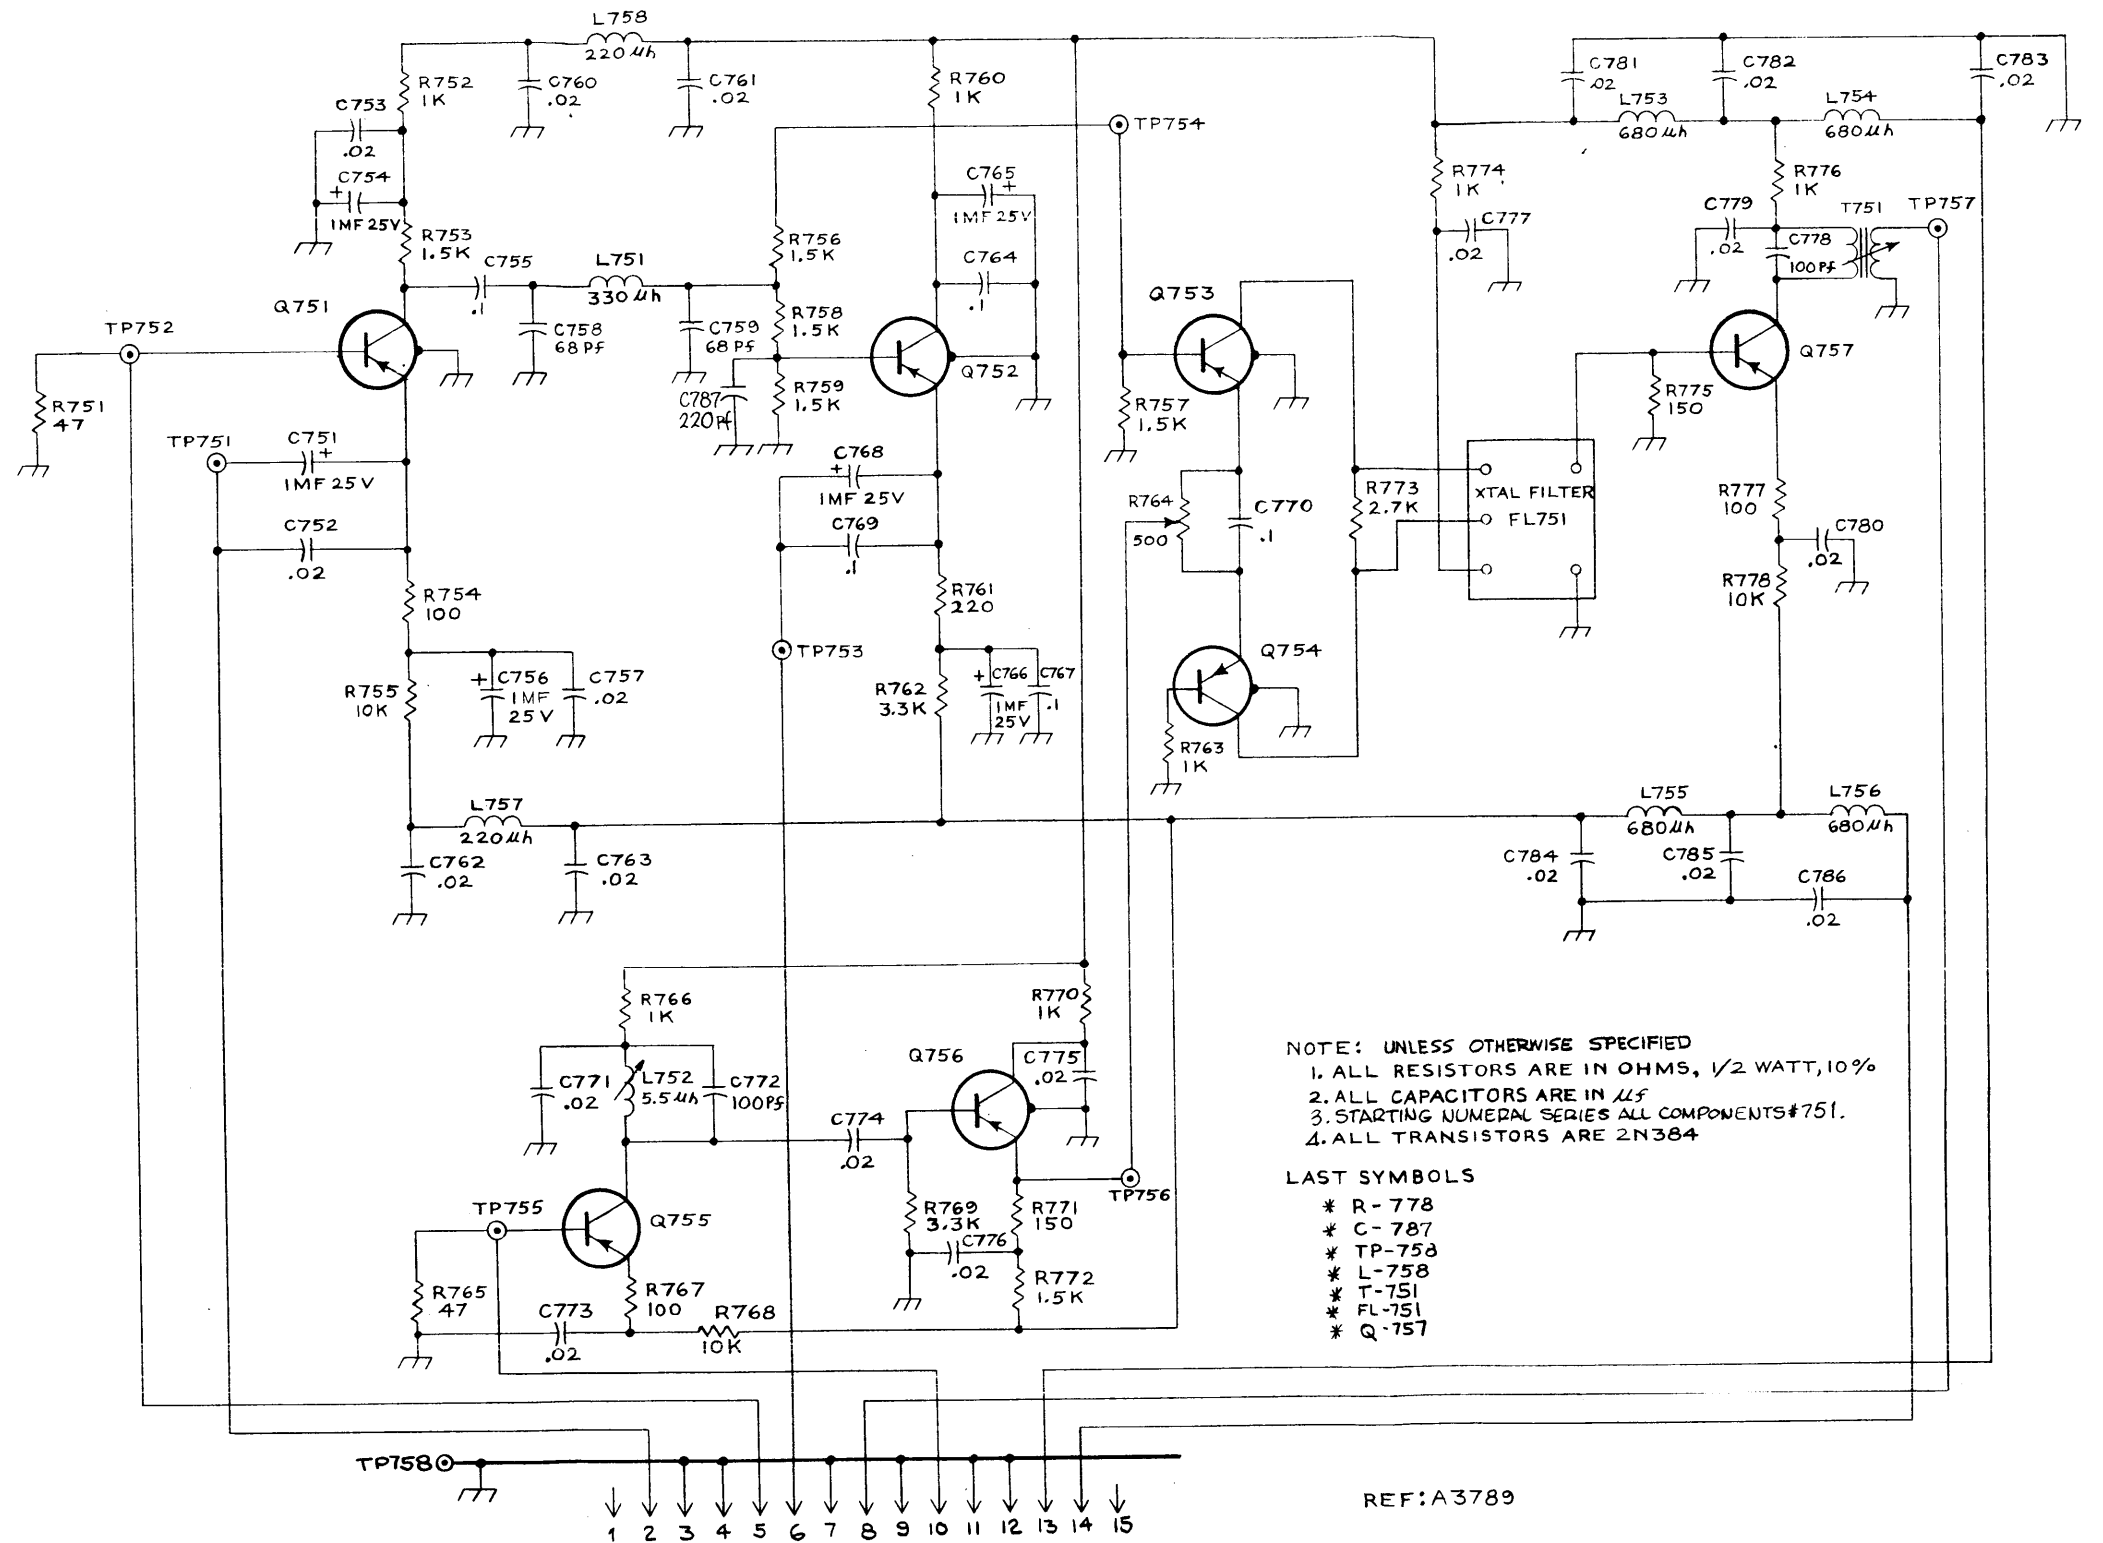 L758
220 µh
R752
1K
C760
.02
C761
.02
R760
1K
C753
.02
C754
+
1MF 25V
R753
1.5K
C755
.1
L751
330 µh
C758
68 Pf
C759
68 Pf
R756
1.5K
R758
1.5K
R759
1.5K
C787
220 Pf
C765
+
1MF 25V
C764
.1
TP754
C781
.02
C782
.02
C783
.02
L753
680 µh
L754
680 µh
R774
1K
C777
.02
R776
1K
C779
.02
C778
100 Pf
T751
TP757
Q751
TP752
R751
47
TP751
C751
+
1MF 25V
C752
.02
Q752
C768
+
1MF 25V
C769
.1
Q753
R757
1.5K
R764
500
C770
.1
R773
2.7K
XTAL FILTER
FL751
Q757
R775
150
R777
100
C780
.02
R778
10K
R754
100
R755
10K
+
C756
1MF
25V
C757
.02
TP753
R761
220
R762
3.3K
+
C766
1MF
25V
C767
.1
Q754
R763
1K
L757
220 µh
C762
.02
C763
.02
L755
680 µh
L756
680 µh
C784
.02
C785
.02
C786
.02
R766
1K
C771
.02
L752
5.5 µh
C772
100 Pf
R770
1K
Q756
C775
.02
C774
.02
TP755
Q755
R769
3.3K
C776
.02
R771
150
TP756
R765
47
C773
.02
R767
100
R768
10K
R772
1.5K
NOTE: UNLESS OTHERWISE SPECIFIED
1. ALL RESISTORS ARE IN OHMS, 1/2 WATT, 10%
2. ALL CAPACITORS ARE IN µf
3. STARTING NUMERAL SERIES ALL COMPONENTS #751.
4. ALL TRANSISTORS ARE 2N384
LAST SYMBOLS
* R-778
* C-787
* TP-758
* L-758
* T-751
* FL-751
* Q-757
TP758
1 2 3 4 5 6 7 8 9 10 11 12 13 14 15
REF: A3789